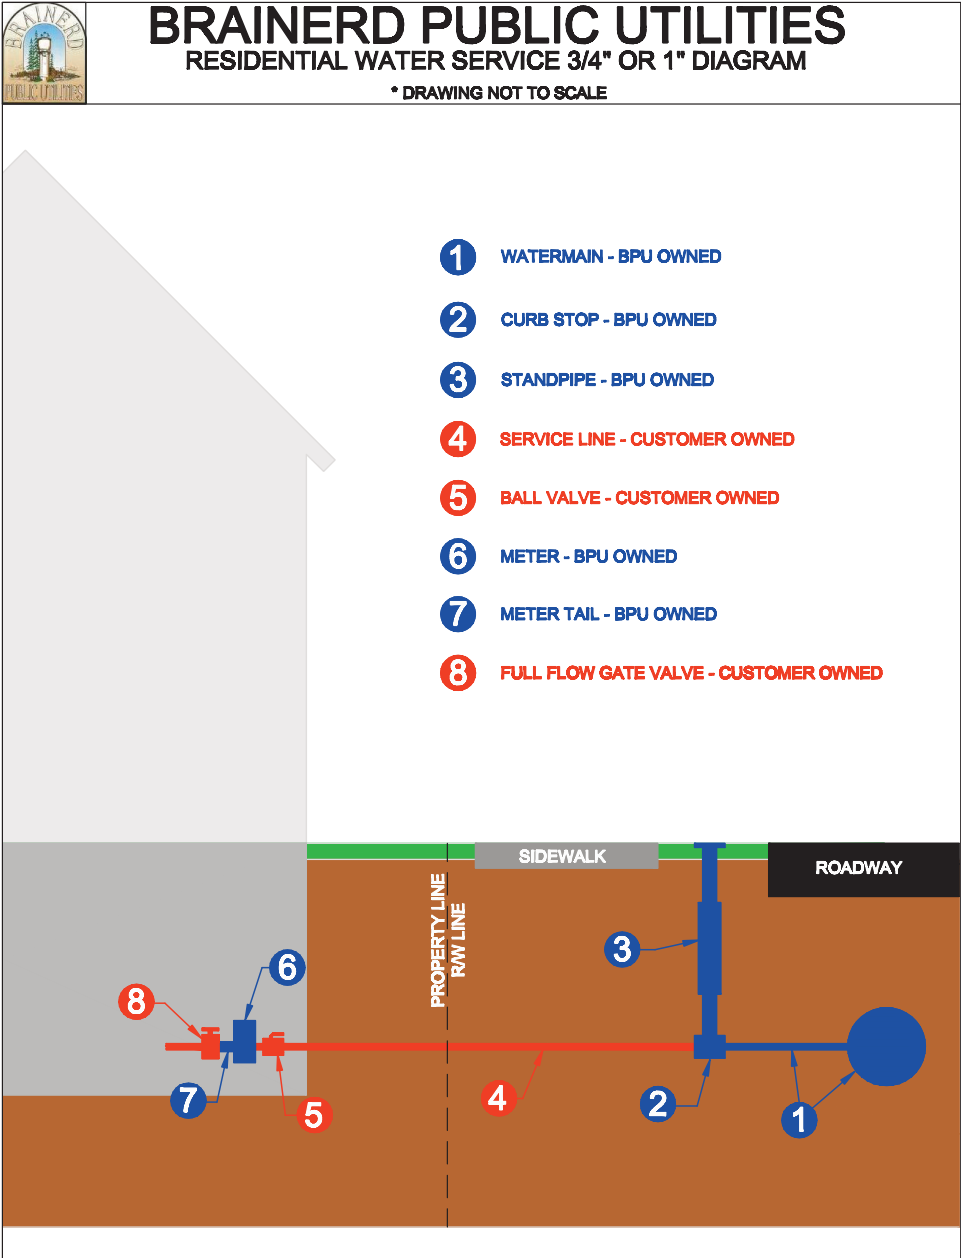 BRAINERD
PUBLIC UTILITIES
BRAINERD PUBLIC UTILITIES
RESIDENTIAL WATER SERVICE 3/4" OR 1" DIAGRAM
* DRAWING NOT TO SCALE
1 WATERMAIN - BPU OWNED
2 CURB STOP - BPU OWNED
3 STANDPIPE - BPU OWNED
4 SERVICE LINE - CUSTOMER OWNED
5 BALL VALVE - CUSTOMER OWNED
6 METER - BPU OWNED
7 METER TAIL - BPU OWNED
8 FULL FLOW GATE VALVE - CUSTOMER OWNED
SIDEWALK
ROADWAY
PROPERTY LINE
R/W LINE
3
6
8
7
5
4
2
1